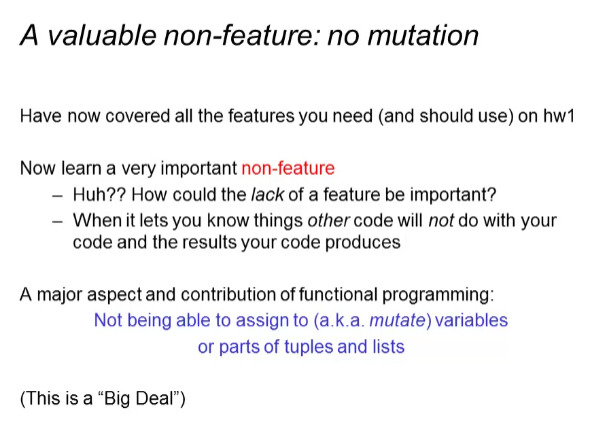 A valuable non-feature: no mutation
Have now covered all the features you need (and should use) on hw1
Now learn a very important non-feature
– Huh?? How could the lack of a feature be important?
– When it lets you know things other code will not do with your
code and the results your code produces
A major aspect and contribution of functional programming:
Not being able to assign to (a.k.a. mutate) variables
or parts of tuples and lists
(This is a “Big Deal”)